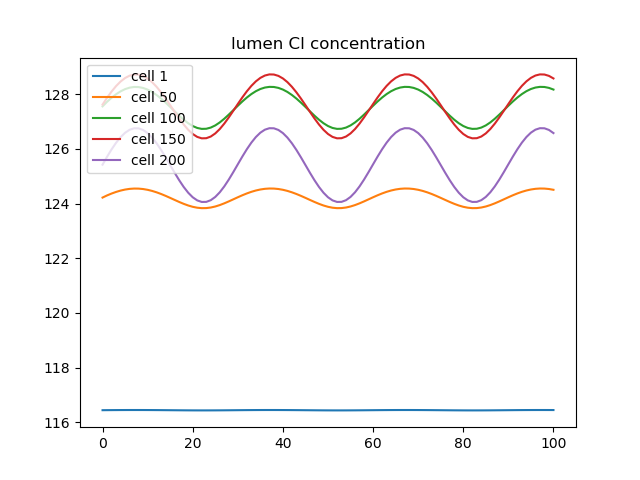 lumen Cl concentration
cell 1
cell 50
cell 100
cell 150
cell 200
128
126
124
122
120
118
116
0 20 40 60 80 100